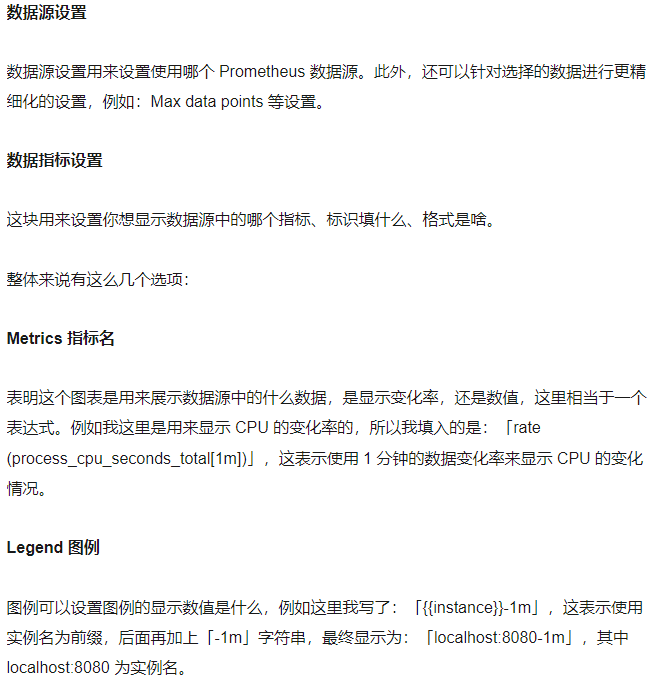 数据源设置
数据源设置用来设置使用哪个 Prometheus 数据源。此外，还可以针对选择的数据进行更精
细化的设置，例如：Max data points 等设置。
数据指标设置
这块用来设置你想显示数据源中的哪个指标、标识填什么、格式是啥。
整体来说有这么几个选项：
Metrics 指标名
表明这个图表是用来展示数据源中的什么数据，是显示变化率，还是数值，这里相当于一个
表达式。例如我这里是用来显示 CPU 的变化率的，所以我填入的是：「rate
(process_cpu_seconds_total[1m])」，这表示使用 1 分钟的数据变化率来显示 CPU 的变化
情况。
Legend 图例
图例可以设置图例的显示数值是什么，例如这里我写了：「{{instance}}-1m」，这表示使用
实例名为前缀，后面再加上「-1m」字符串，最终显示为：「localhost:8080-1m」，其中
localhost:8080 为实例名。